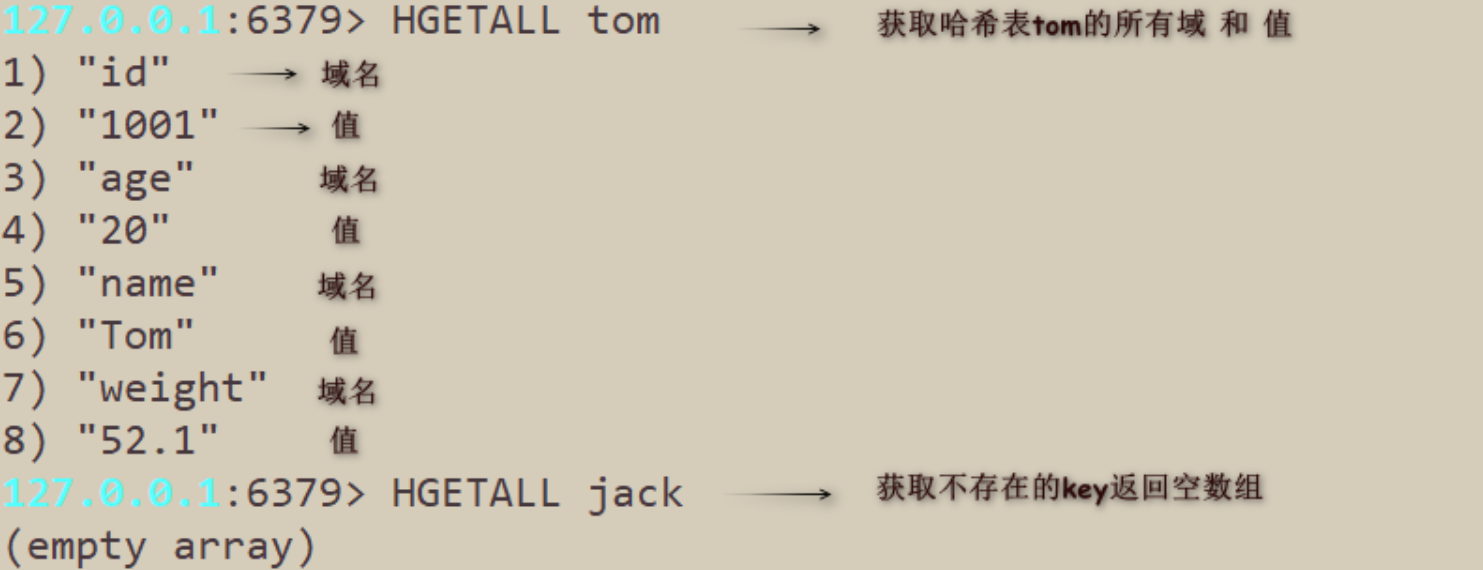 127.0.0.1:6379> HGETALL tom 获取哈希表tom的所有域 和 值
1) "id" 域名
2) "1001" 值
3) "age" 域名
4) "20" 值
5) "name" 域名
6) "Tom" 值
7) "weight" 域名
8) "52.1" 值
127.0.0.1:6379> HGETALL jack 获取不存在的key返回空数组
(empty array)